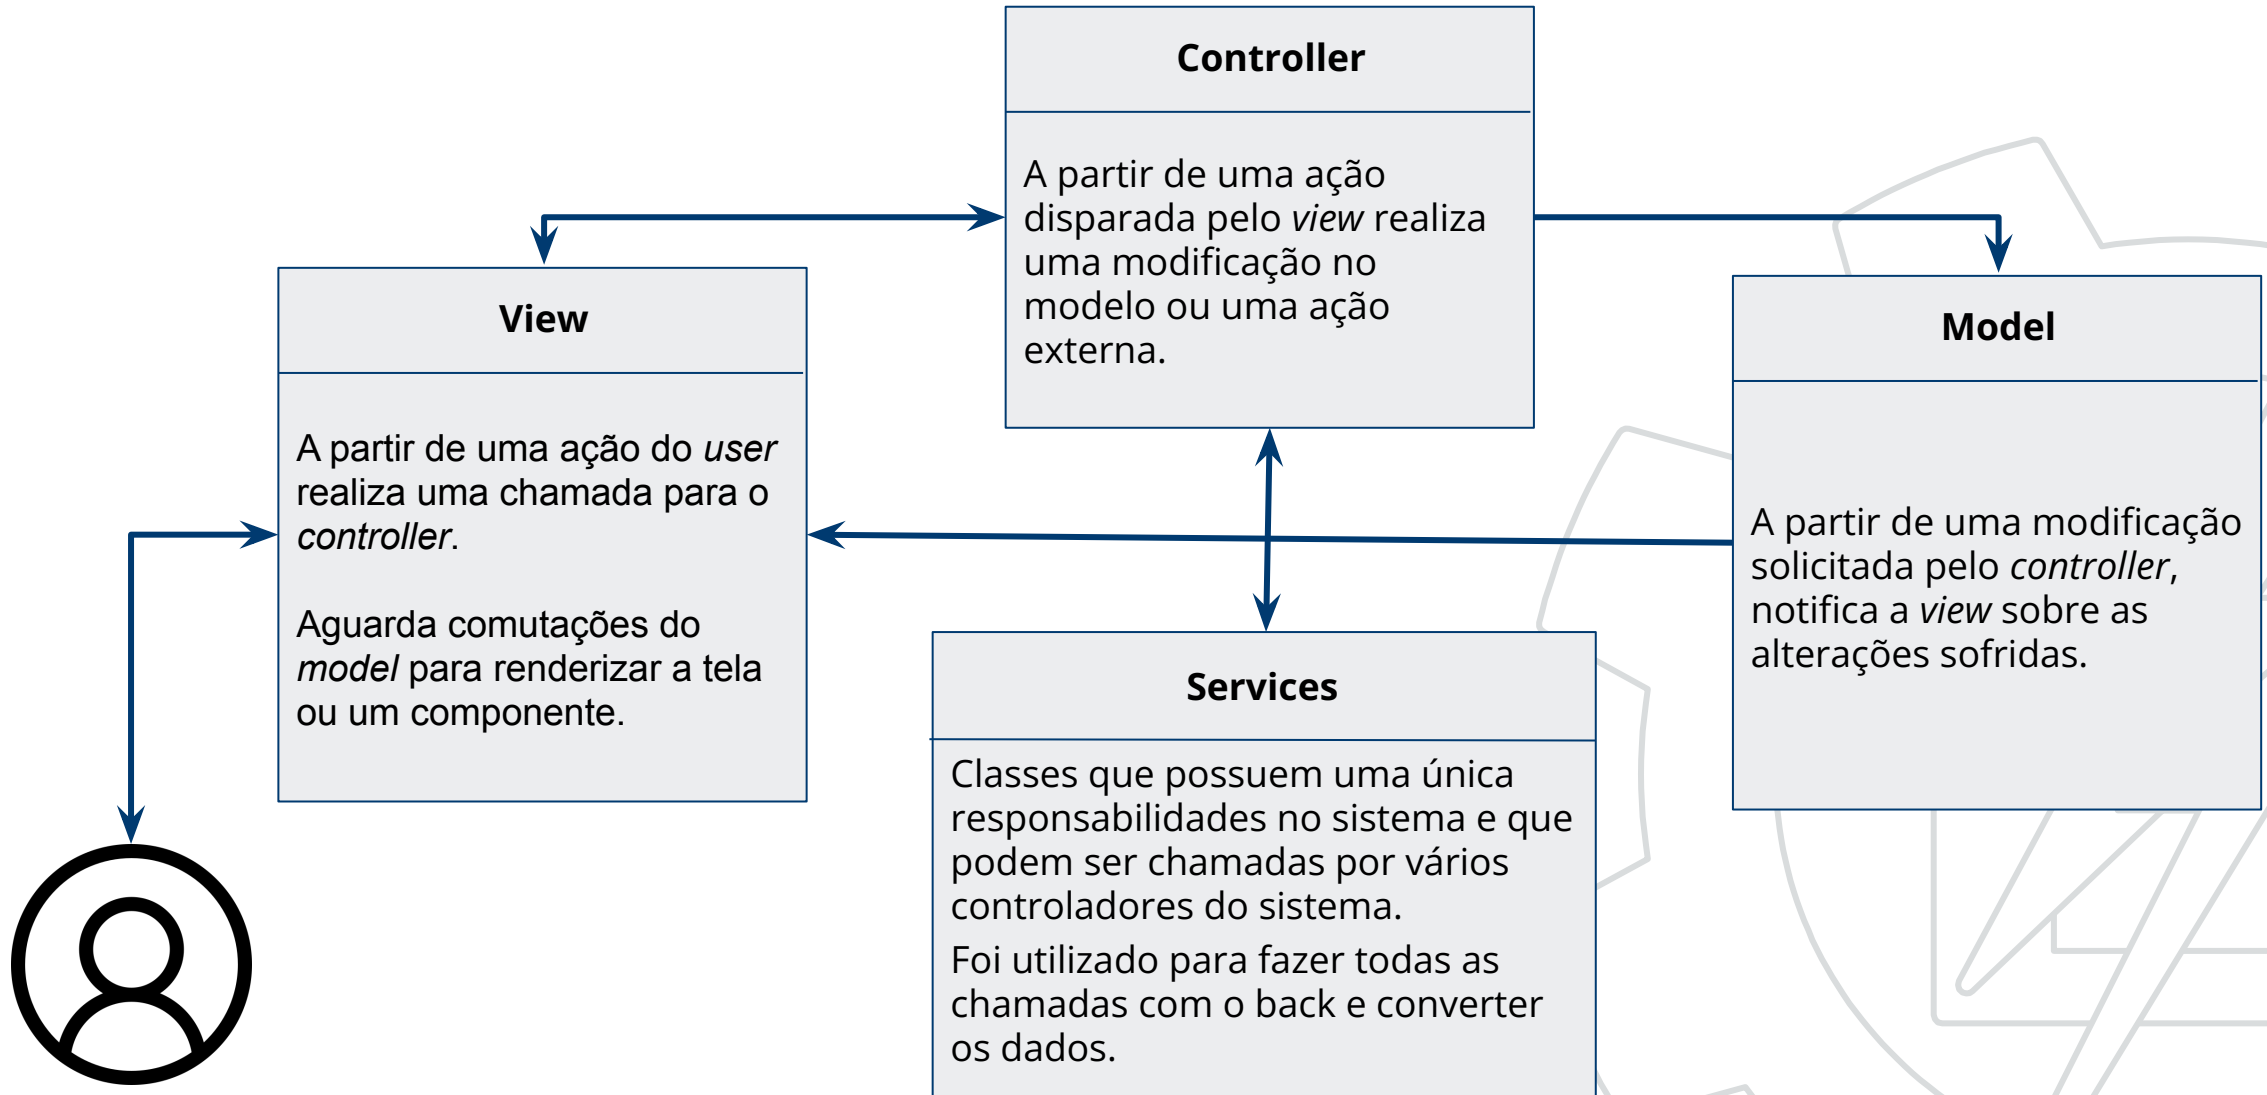 Controller
A partir de uma ação
disparada pelo view realiza
uma modificação no
modelo ou uma ação
externa.
View
A partir de uma ação do user
realiza uma chamada para o
controller.
Aguarda comutações do
model para renderizar a tela
ou um componente.
Model
A partir de uma modificação
solicitada pelo controller,
notifica a view sobre as
alterações sofridas.
Services
Classes que possuem uma única
responsabilidades no sistema e que
podem ser chamadas por vários
controladores do sistema.
Foi utilizado para fazer todas as
chamadas com o back e converter
os dados.